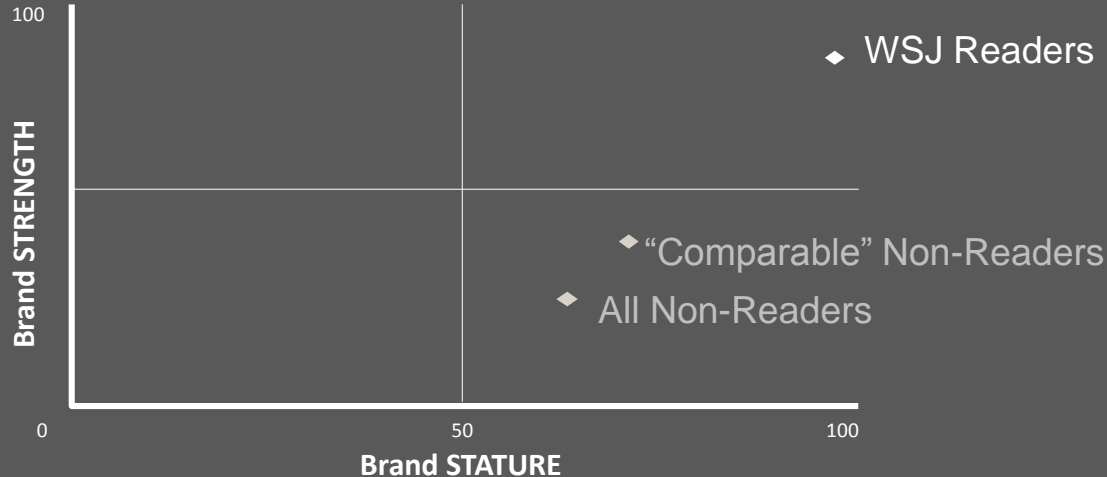 100
WSJ Readers
Brand STRENGTH
“Comparable” Non-Readers
All Non-Readers
0
50
100
Brand STATURE